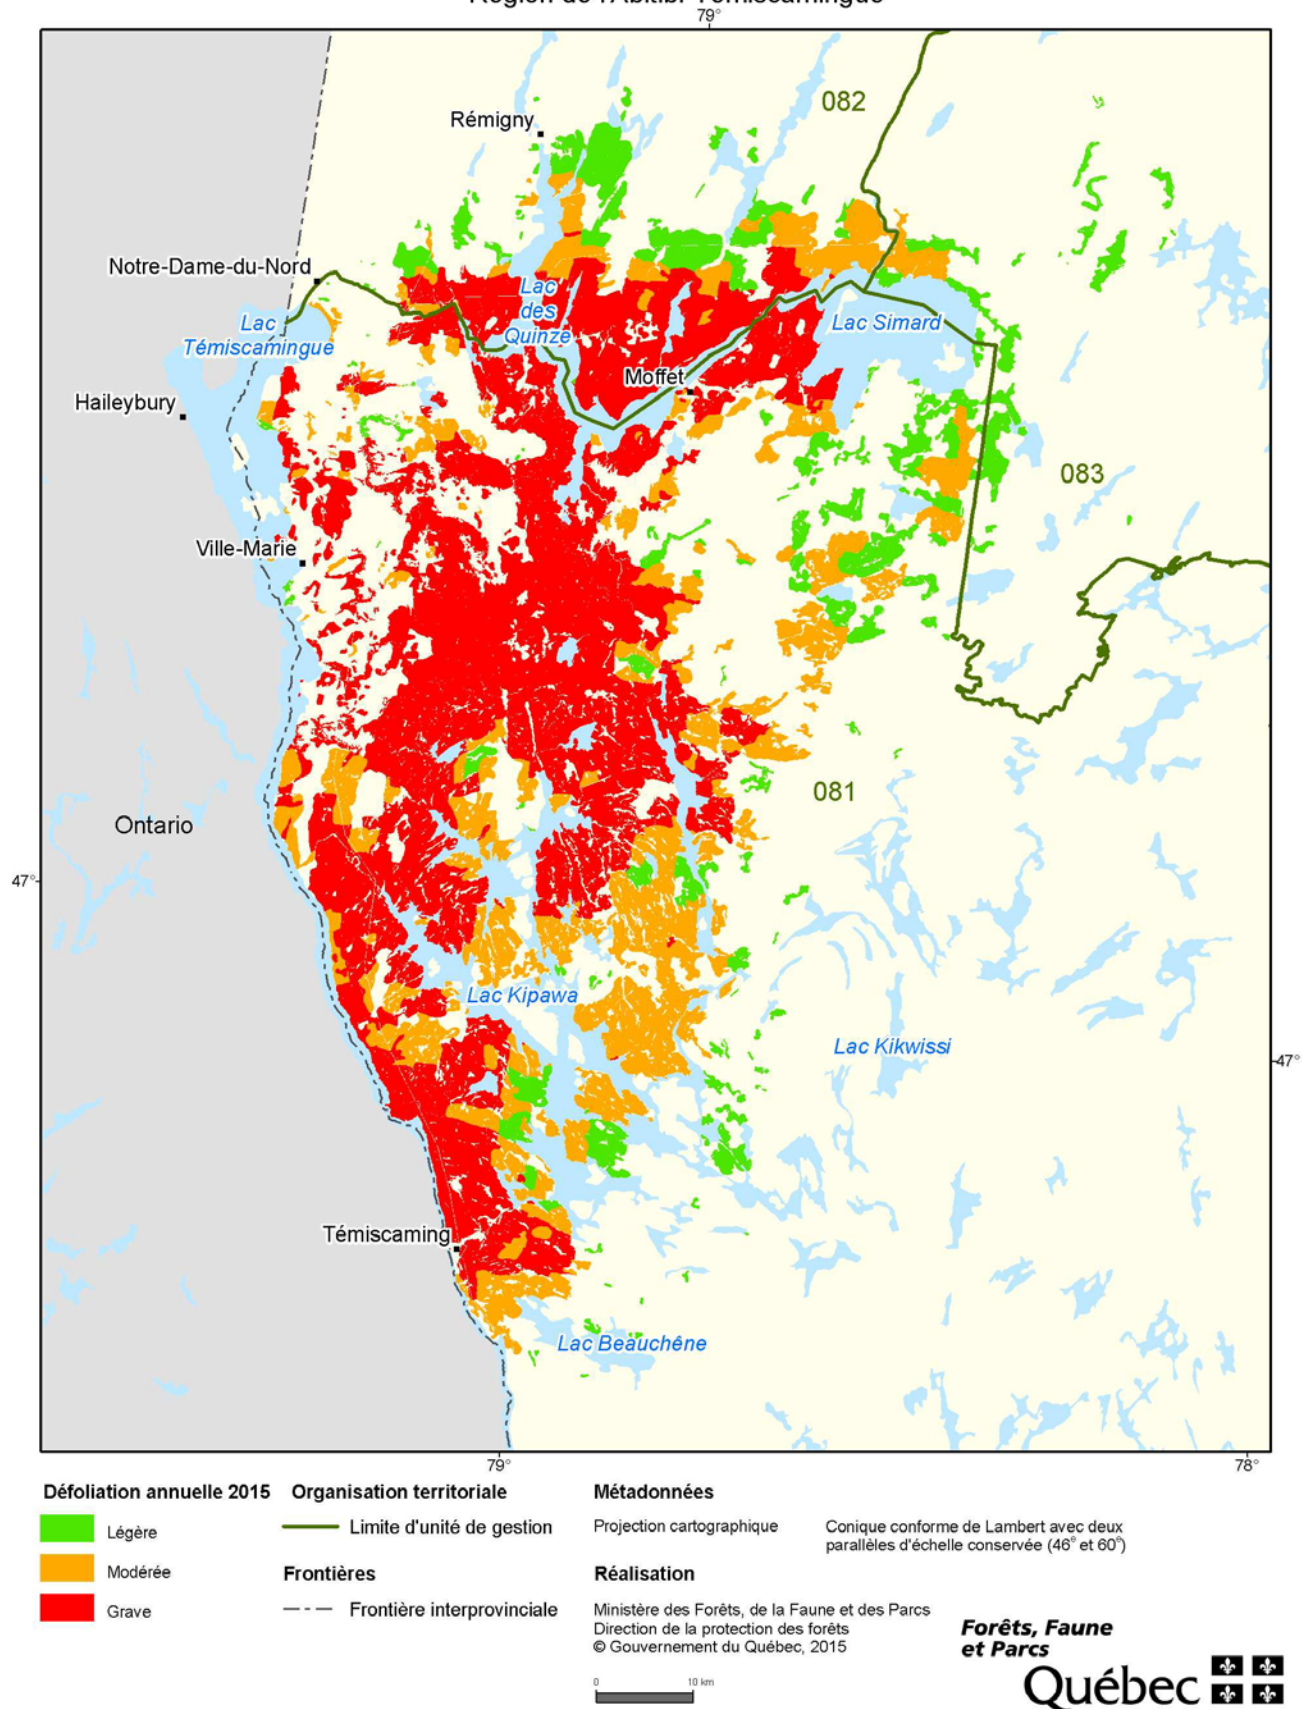 Région de l'Abitibi-Témiscamingue
79°
082
Rémigny
Notre-Dame-du-Nord
Lac
des
Quinze
Lac
Témiscamingue
Lac Simard
Moffet
Haileybury
083
Ville-Marie
081
Ontario
47°
Lac Kipawa
Lac Kikwissi
47°
Témiscaming
Lac Beauchêne
79°
78°
Défoliation annuelle 2015
Légère
Modérée
Grave
Organisation territoriale
Limite d'unité de gestion
Frontières
Frontière interprovinciale
Métadonnées
Projection cartographique
Conique conforme de Lambert avec deux
parallèles d'échelle conservée (46° et 60°)
Réalisation
Ministère des Forêts, de la Faune et des Parcs
Direction de la protection des forêts
© Gouvernement du Québec, 2015
0 10 km
Forêts, Faune
et Parcs
Québec